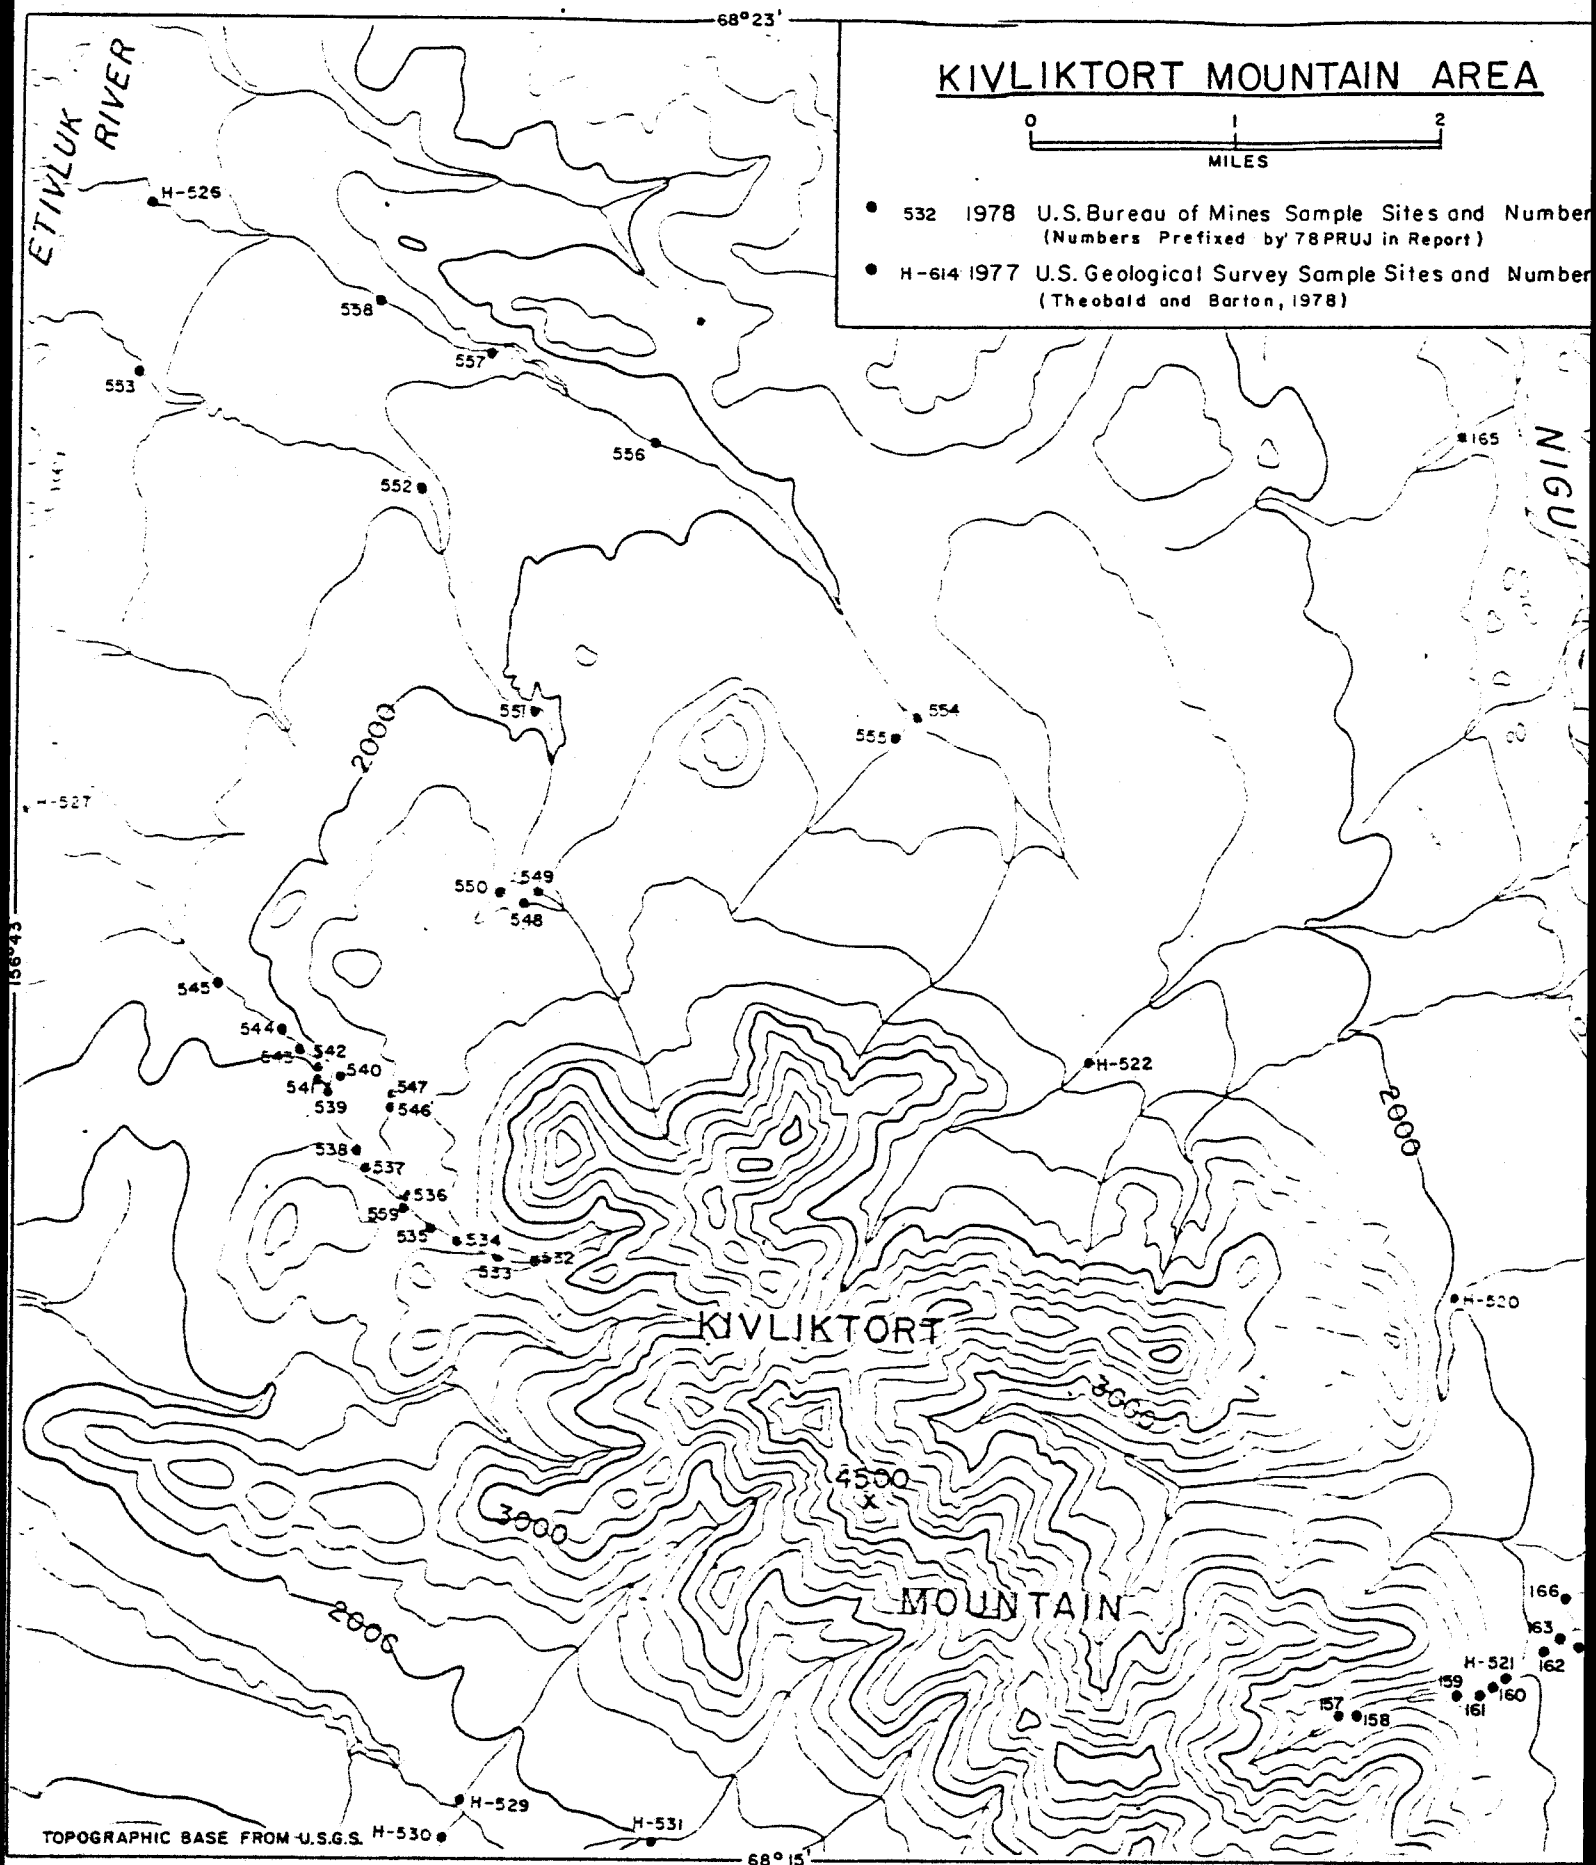 68°23'
KIVLIKTORT MOUNTAIN AREA
0 1 2
MILES
532 1978 U.S. Bureau of Mines Sample Sites and Number
(Numbers Prefixed by '78PRUJ in Report)
H-614 1977 U.S. Geological Survey Sample Sites and Number
(Theobald and Barton, 1978)
ETIVLUK
RIVER
H-526
558
557
553
556
165
NIGU
552
551
554
555
2000
H-527
550
549
548
156°43'
545
544
543
542
540
541
539
547
546
H-522
2000
538
537
536
559
535
534
533
532
H-520
KIVLIKTORT
3000
4500
x
3000
MOUNTAIN
2000
166
163
162
H-521
159
160
161
157
158
H-529
H-530
H-531
TOPOGRAPHIC BASE FROM U.S.G.S.
68°15'